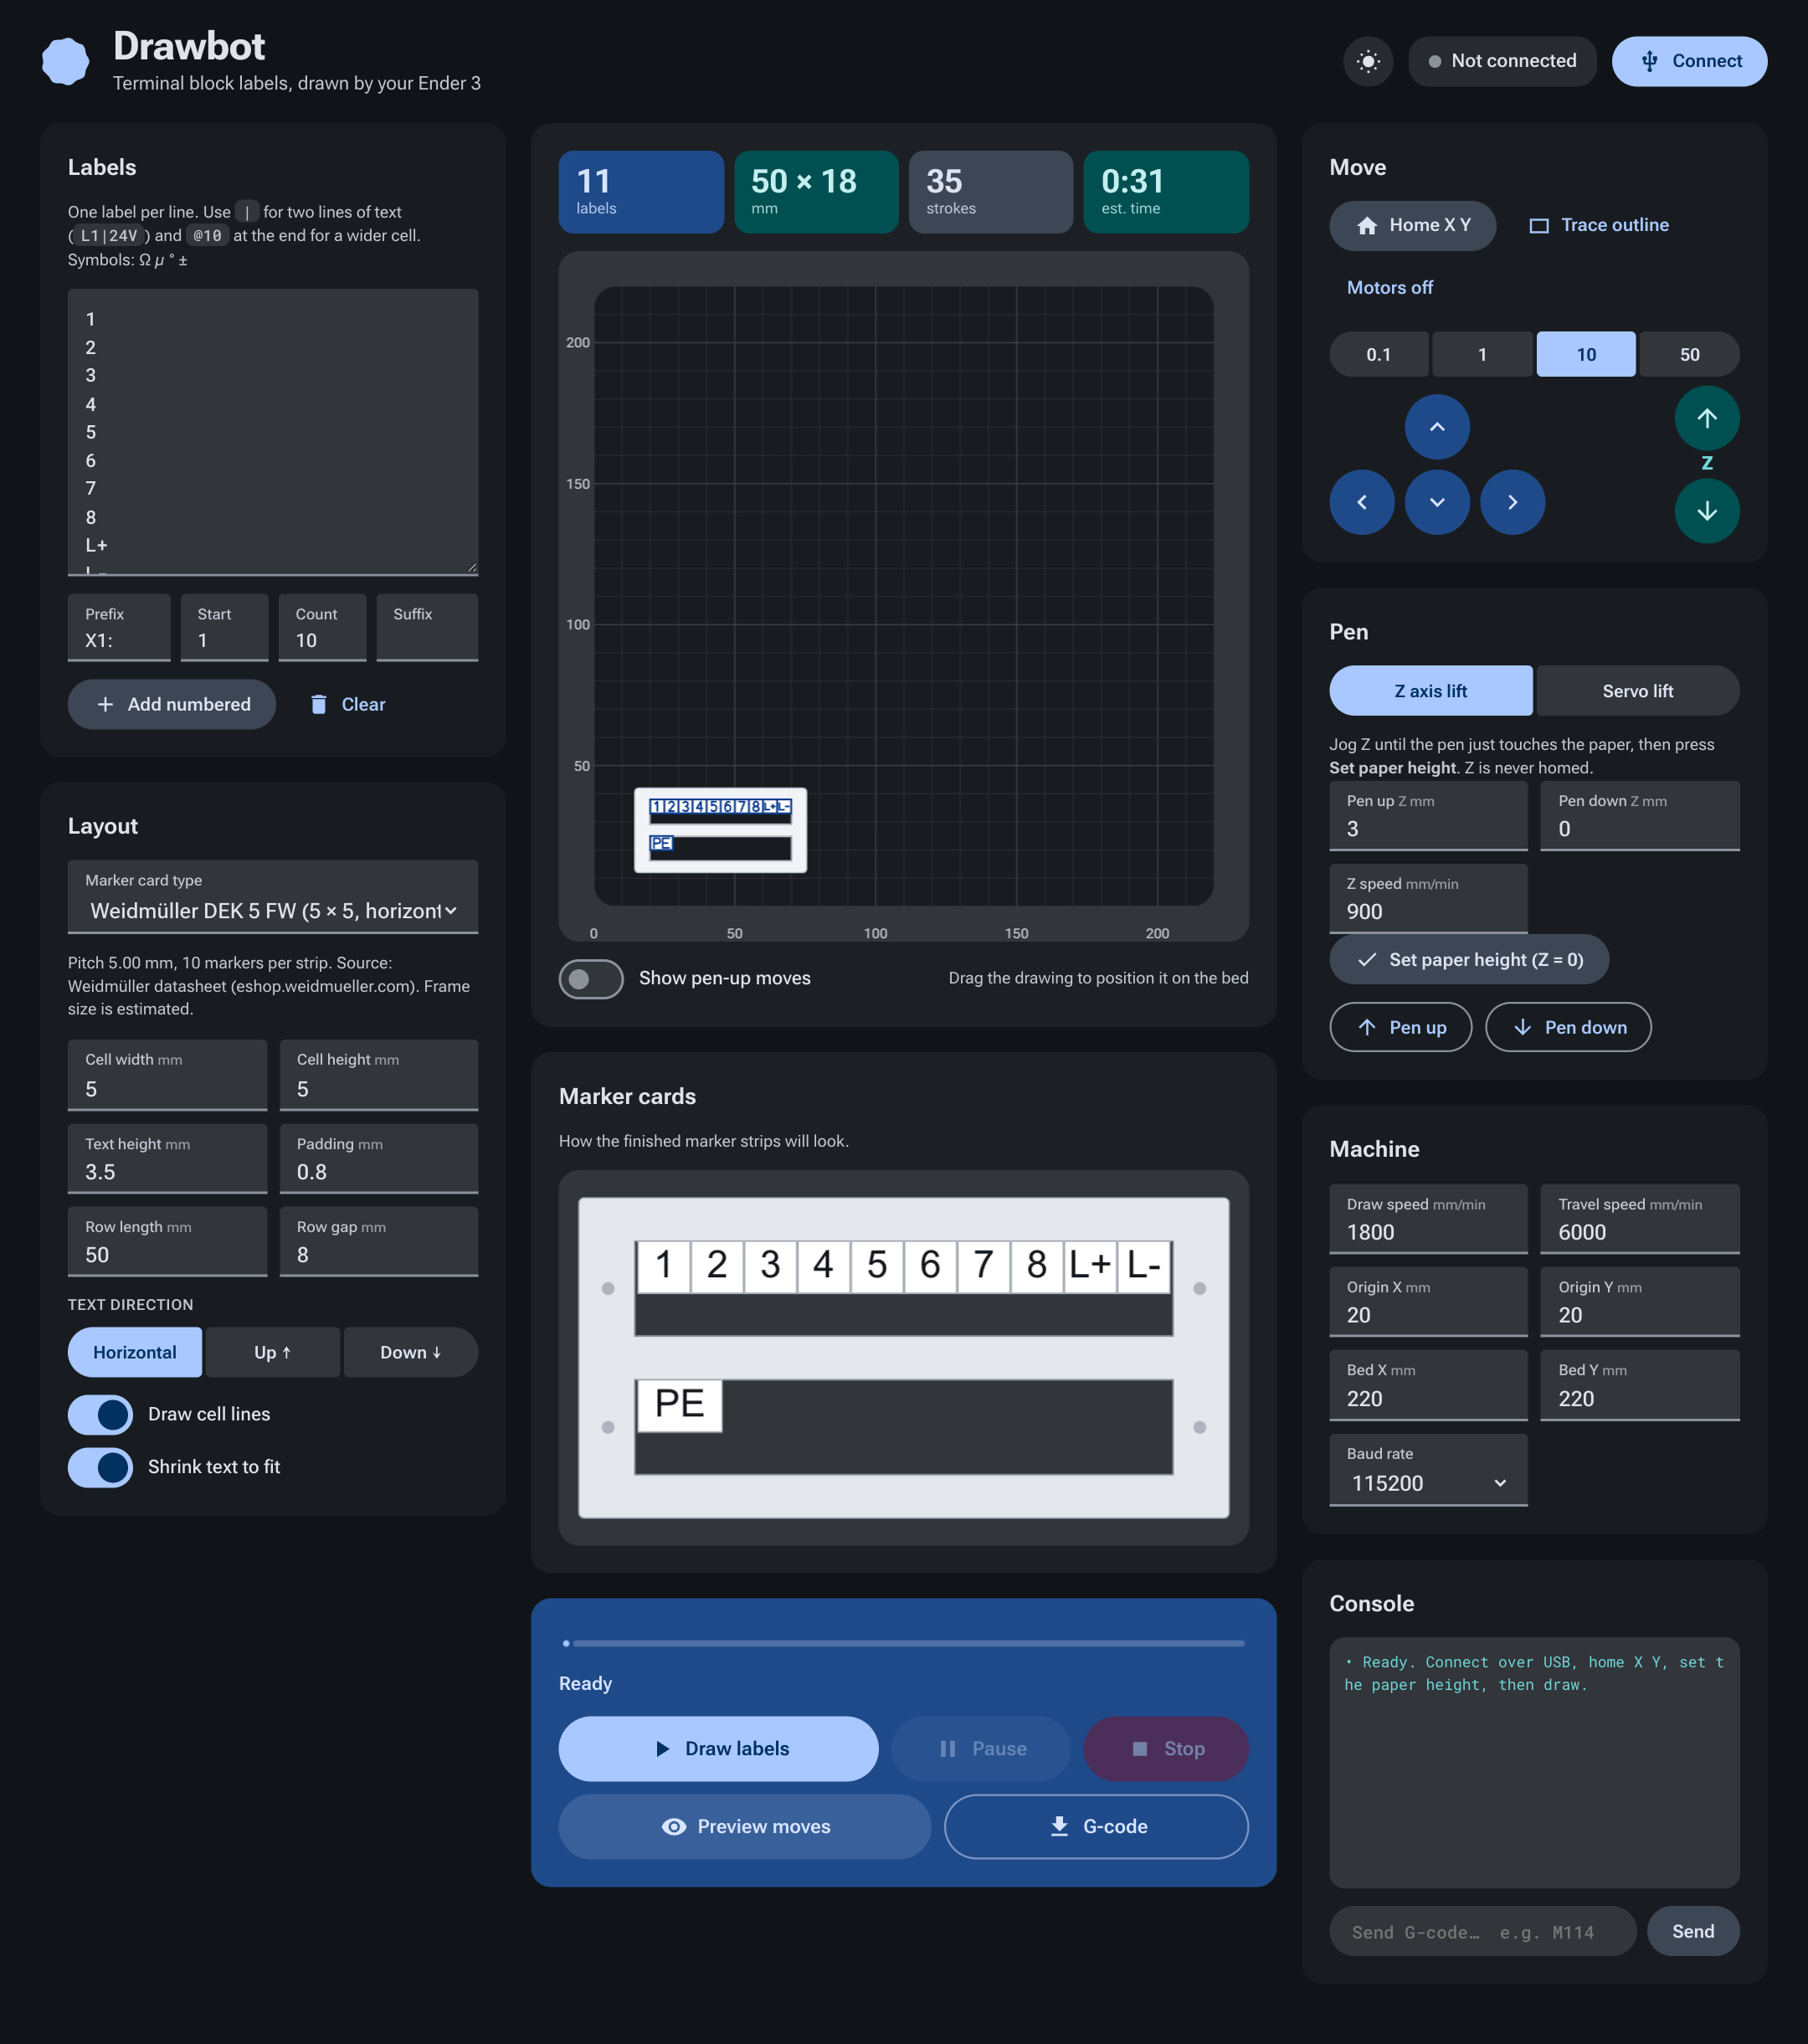 Drawbot
Terminal block labels, drawn by your Ender 3
Not connected
Connect
Labels
One label per line. Use | for two lines of text
( L1|24V ) and @10 at the end for a wider cell.
Symbols: Ω µ ° ±
1
2
3
4
5
6
7
8
L+
Prefix
X1:
Start
1
Count
10
Suffix
Add numbered
Clear
Layout
Marker card type
Weidmüller DEK 5 FW (5 × 5, horizont
Pitch 5.00 mm, 10 markers per strip. Source:
Weidmüller datasheet (eshop.weidmueller.com). Frame
size is estimated.
Cell width mm
5
Cell height mm
5
Text height mm
3.5
Padding mm
0.8
Row length mm
50
Row gap mm
8
TEXT DIRECTION
Horizontal
Up ↑
Down ↓
Draw cell lines
Shrink text to fit
11
labels
50 × 18
mm
35
strokes
0:31
est. time
200
150
100
50
1 2 3 4 5 6 7 8 L+ L-
PE
0 50 100 150 200
Show pen-up moves
Drag the drawing to position it on the bed
Marker cards
How the finished marker strips will look.
1 2 3 4 5 6 7 8 L+ L-
PE
Ready
Draw labels
Pause
Stop
Preview moves
G-code
Move
Home X Y
Trace outline
Motors off
0.1
1
10
50
Z
Pen
Z axis lift
Servo lift
Jog Z until the pen just touches the paper, then press
Set paper height. Z is never homed.
Pen up Z mm
3
Pen down Z mm
0
Z speed mm/min
900
Set paper height (Z = 0)
Pen up
Pen down
Machine
Draw speed mm/min
1800
Travel speed mm/min
6000
Origin X mm
20
Origin Y mm
20
Bed X mm
220
Bed Y mm
220
Baud rate
115200
Console
• Ready. Connect over USB, home X Y, set t
he paper height, then draw.
Send G-code… e.g. M114
Send